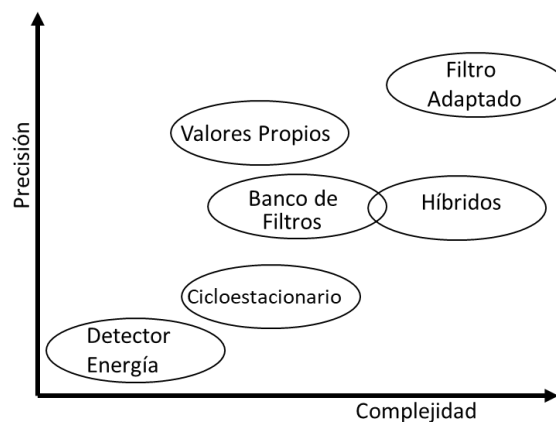 Filtro
Adaptado
Valores Propios
Precisión
Banco de
Filtros
Híbridos
Cicloestacionario
Detector
Energía
Complejidad